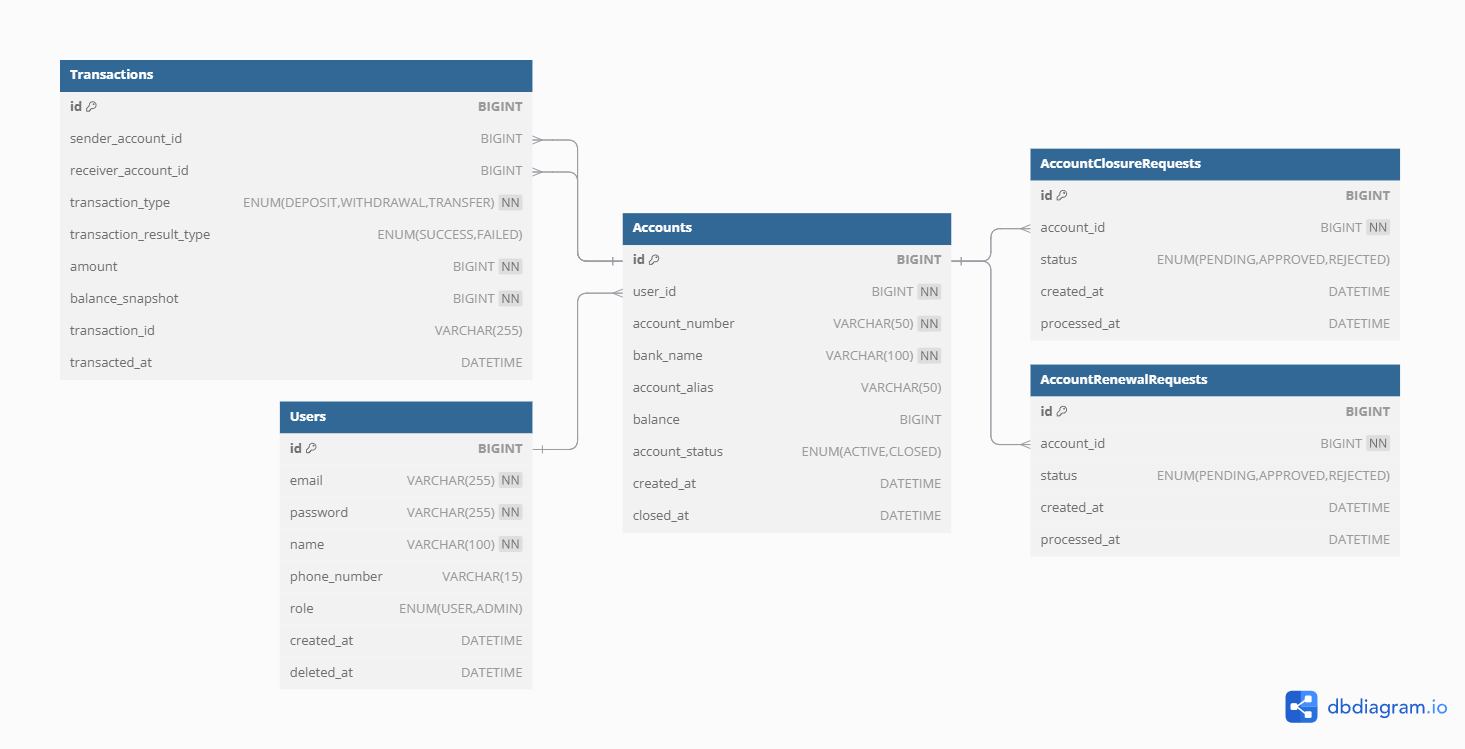 Transactions
id BIGINT
sender_account_id BIGINT
receiver_account_id BIGINT
transaction_type ENUM(DEPOSIT,WITHDRAWAL,TRANSFER) NN
transaction_result_type ENUM(SUCCESS,FAILED)
amount BIGINT NN
balance_snapshot BIGINT NN
transaction_id VARCHAR(255)
transacted_at DATETIME
Users
id BIGINT
email VARCHAR(255) NN
password VARCHAR(255) NN
name VARCHAR(100) NN
phone_number VARCHAR(15)
role ENUM(USER,ADMIN)
created_at DATETIME
deleted_at DATETIME
Accounts
id BIGINT
user_id BIGINT NN
account_number VARCHAR(50) NN
bank_name VARCHAR(100) NN
account_alias VARCHAR(50)
balance BIGINT
account_status ENUM(ACTIVE,CLOSED)
created_at DATETIME
closed_at DATETIME
AccountClosureRequests
id BIGINT
account_id BIGINT NN
status ENUM(PENDING,APPROVED,REJECTED)
created_at DATETIME
processed_at DATETIME
AccountRenewalRequests
id BIGINT
account_id BIGINT NN
status ENUM(PENDING,APPROVED,REJECTED)
created_at DATETIME
processed_at DATETIME
dbdiagram.io